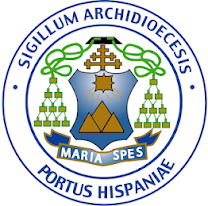 SIGILLUM ARCHIDIOECESIS
MARIA SPES
PORTUS HISPANIAE